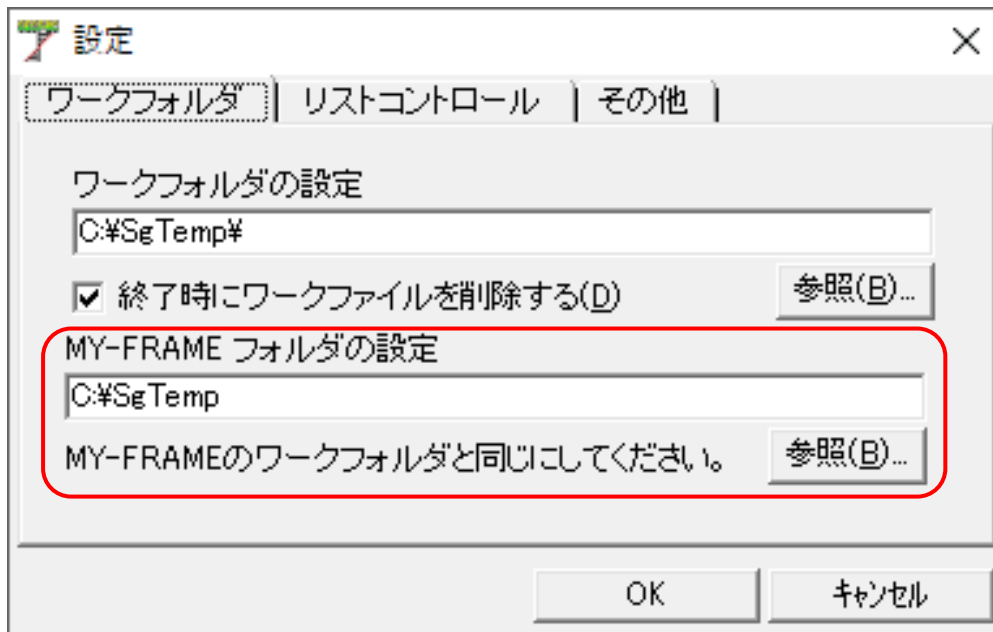 設定
ワークフォルダ リストコントロール その他
ワークフォルダの設定
C:¥SgTemp¥
終了時にワークファイルを削除する(D) 参照(B)...
MY-FRAME フォルダの設定
C:¥SgTemp
MY-FRAMEのワークフォルダと同じにしてください。 参照(B)...
OK キャンセル